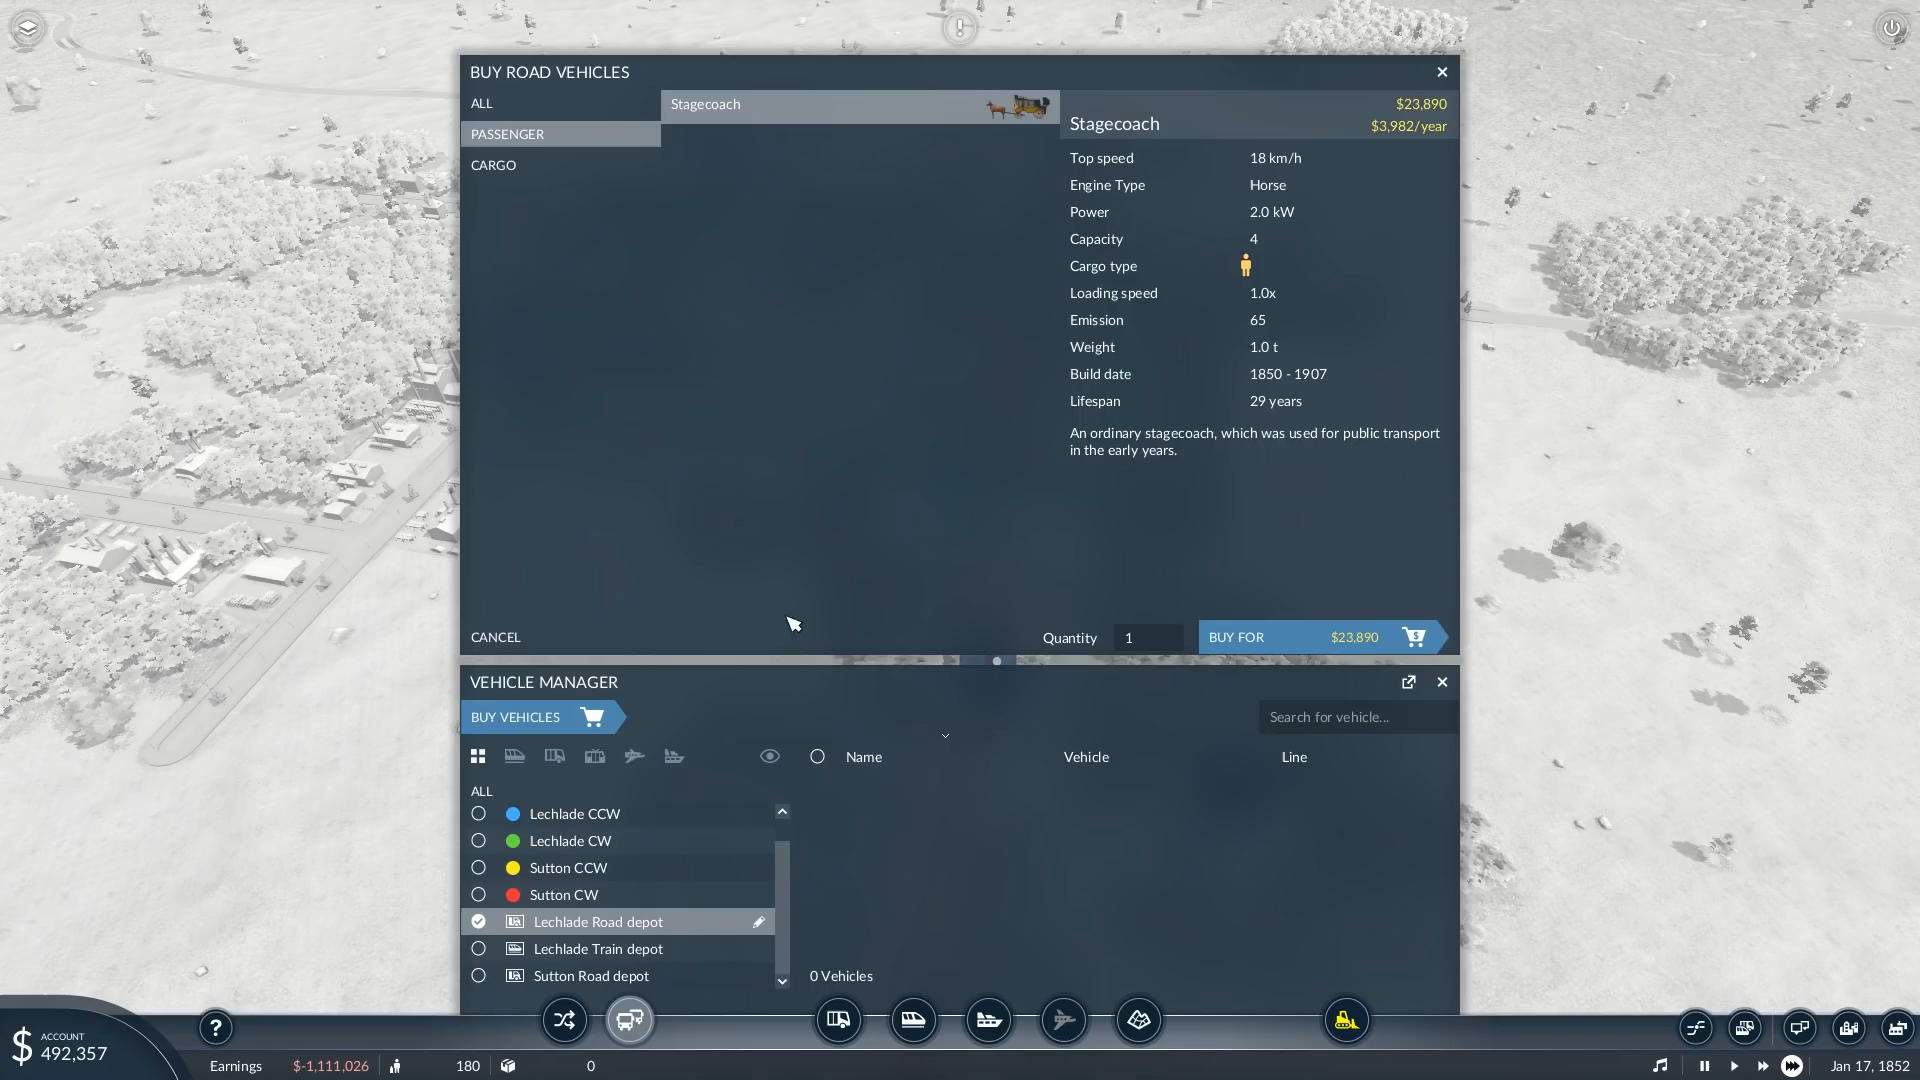 BUY ROAD VEHICLES
ALL
PASSENGER
CARGO
Stagecoach
$23,890
Stagecoach
$3,982/year
Top speed 18 km/h
Engine Type Horse
Power 2.0 kW
Capacity 4
Cargo type
Loading speed 1.0x
Emission 65
Weight 1.0 t
Build date 1850 - 1907
Lifespan 29 years
An ordinary stagecoach, which was used for public transport
in the early years.
CANCEL
Quantity 1
BUY FOR $23,890
VEHICLE MANAGER
BUY VEHICLES
Search for vehicle...
Name Vehicle Line
ALL
Lechlade CCW
Lechlade CW
Sutton CCW
Sutton CW
Lechlade Road depot
Lechlade Train depot
Sutton Road depot
0 Vehicles
$ ACCOUNT
492,357
?
Earnings $-1,111,026 180 0
Jan 17, 1852